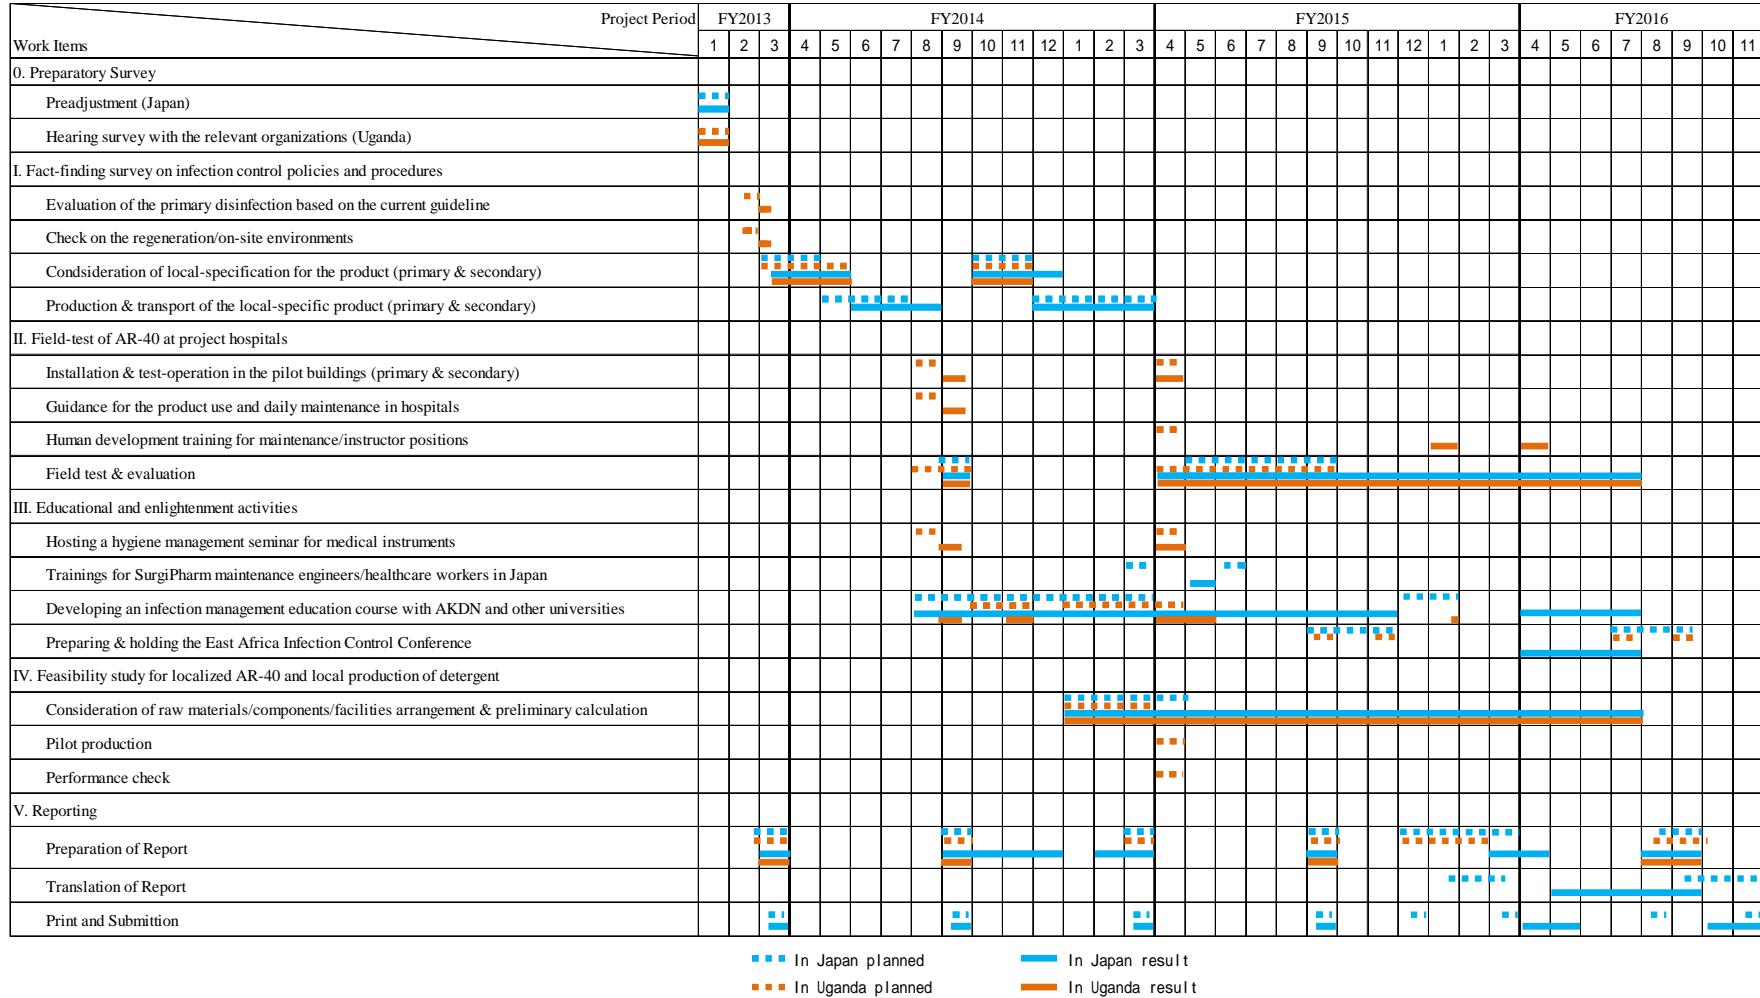 Project Period FY2013 FY2014 FY2015 FY2016
Work Items 1 2 3 4 5 6 7 8 9 10 11 12 1 2 3 4 5 6 7 8 9 10 11 12 1 2 3 4 5 6 7 8 9 10 11
0. Preparatory Survey
Preadjustment (Japan)
Hearing survey with the relevant organizations (Uganda)
I. Fact-finding survey on infection control policies and procedures
Evaluation of the primary disinfection based on the current guideline
Check on the regeneration/on-site environments
Condsideration of local-specification for the product (primary & secondary)
Production & transport of the local-specific product (primary & secondary)
II. Field-test of AR-40 at project hospitals
Installation & test-operation in the pilot buildings (primary & secondary)
Guidance for the product use and daily maintenance in hospitals
Human development training for maintenance/instructor positions
Field test & evaluation
III. Educational and enlightenment activities
Hosting a hygiene management seminar for medical instruments
Trainings for SurgiPharm maintenance engineers/healthcare workers in Japan
Developing an infection management education course with AKDN and other universities
Preparing & holding the East Africa Infection Control Conference
IV. Feasibility study for localized AR-40 and local production of detergent
Consideration of raw materials/components/facilities arrangement & preliminary calculation
Pilot production
Performance check
V. Reporting
Preparation of Report
Translation of Report
Print and Submittion
In Japan planned In Japan result
In Uganda planned In Uganda result